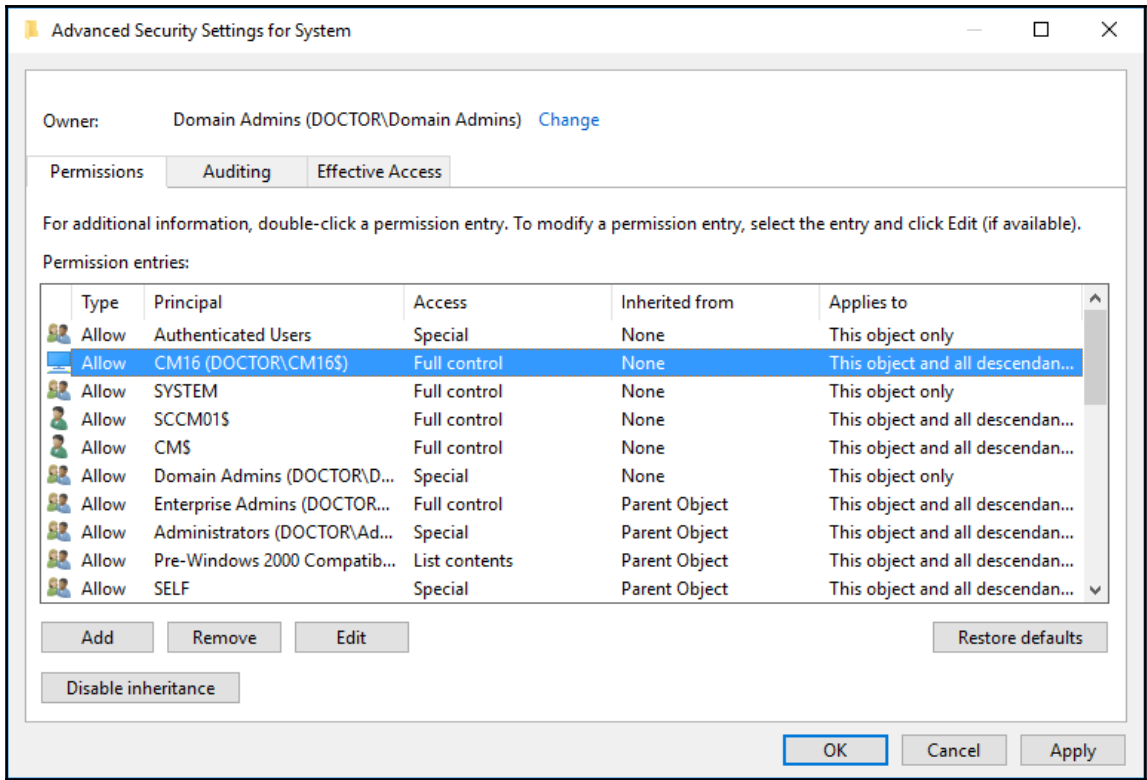 Advanced Security Settings for System
Owner: Domain Admins (DOCTOR\Domain Admins) Change
Permissions Auditing Effective Access
For additional information, double-click a permission entry. To modify a permission entry, select the entry and click Edit (if available).
Permission entries:
Type Principal Access Inherited from Applies to
Allow Authenticated Users Special None This object only
Allow CM16 (DOCTOR\CM16$) Full control None This object and all descendan...
Allow SYSTEM Full control None This object only
Allow SCCM01$ Full control None This object and all descendan...
Allow CM$ Full control None This object and all descendan...
Allow Domain Admins (DOCTOR\D... Special None This object only
Allow Enterprise Admins (DOCTOR... Full control Parent Object This object and all descendan...
Allow Administrators (DOCTOR\Ad... Special Parent Object This object and all descendan...
Allow Pre-Windows 2000 Compatib... List contents Parent Object This object and all descendan...
Allow SELF Special Parent Object This object and all descendan...
Add Remove Edit Restore defaults
Disable inheritance
OK Cancel Apply